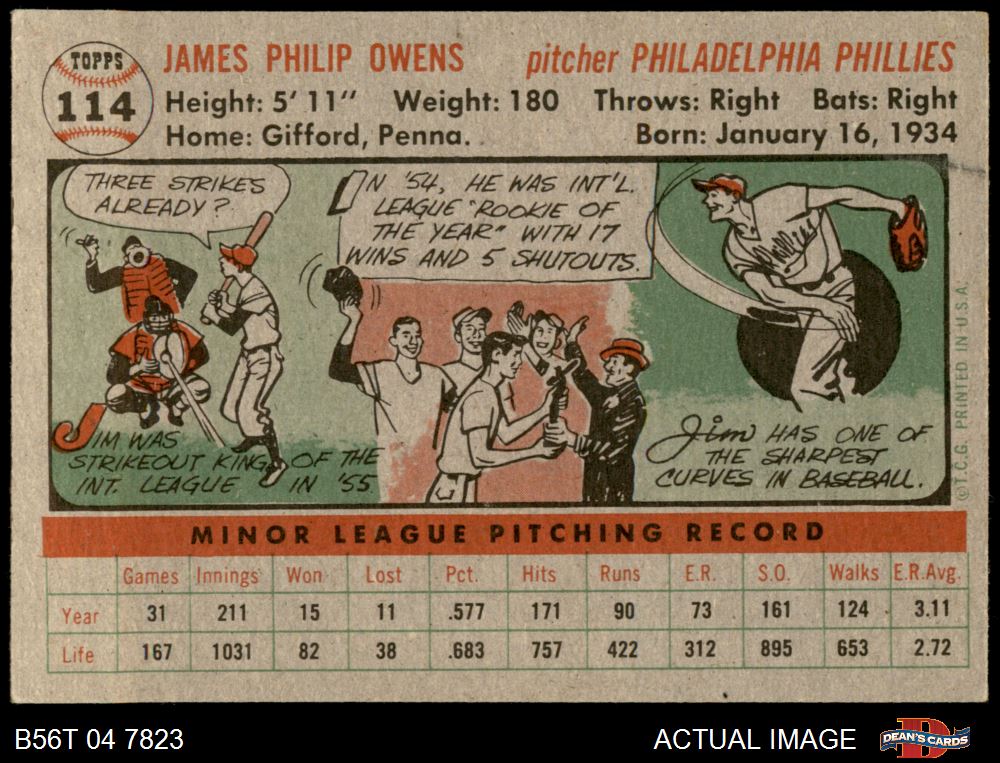 TOPPS
114
JAMES PHILIP OWENS pitcher PHILADELPHIA PHILLIES
Height: 5' 11" Weight: 180 Throws: Right Bats: Right
Home: Gifford, Penna. Born: January 16, 1934
THREE STRIKES
ALREADY?
JIM WAS
STRIKEOUT KING OF THE
INT. LEAGUE IN '55
IN '54, HE WAS INT'L.
LEAGUE "ROOKIE OF
THE YEAR" WITH 17
WINS AND 5 SHUTOUTS.
Phillies
Jim HAS ONE OF
THE SHARPEST
CURVES IN BASEBALL.
©T.C.G. PRINTED IN U.S.A.
MINOR LEAGUE PITCHING RECORD
Games Innings Won Lost Pct. Hits Runs E.R. S.O. Walks E.R.Avg.
Year 31 211 15 11 .577 171 90 73 161 124 3.11
Life 167 1031 82 38 .683 757 422 312 895 653 2.72
B56T 04 7823 ACTUAL IMAGE
D
DEAN'S CARDS